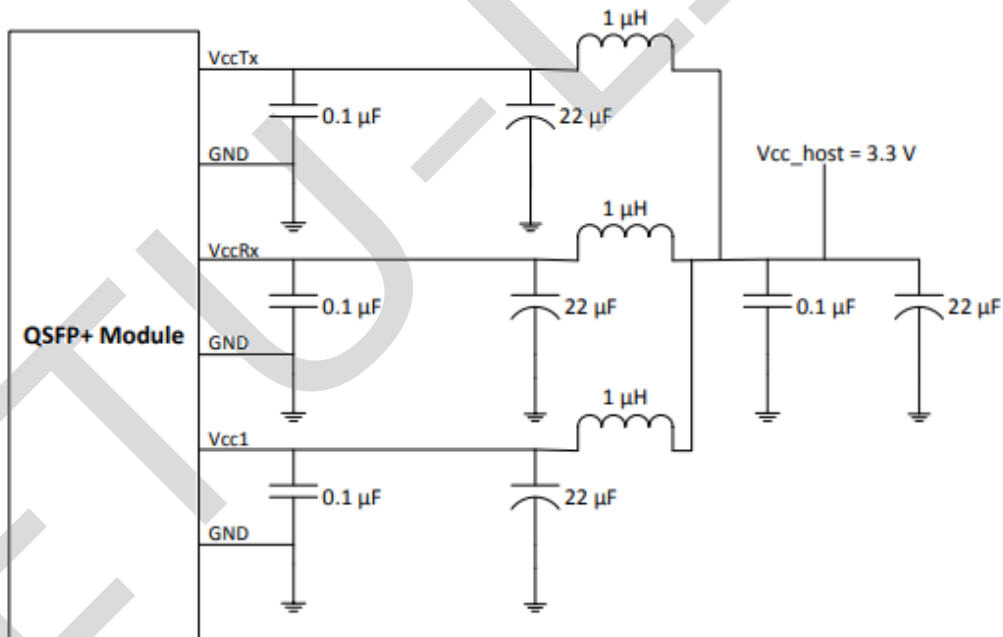 1 µH
VccTx
0.1 µF
22 µF
GND
Vcc_host = 3.3 V
1 µH
VccRx
0.1 µF
22 µF
0.1 µF
22 µF
QSFP+ Module
GND
1 µH
Vcc1
0.1 µF
22 µF
GND